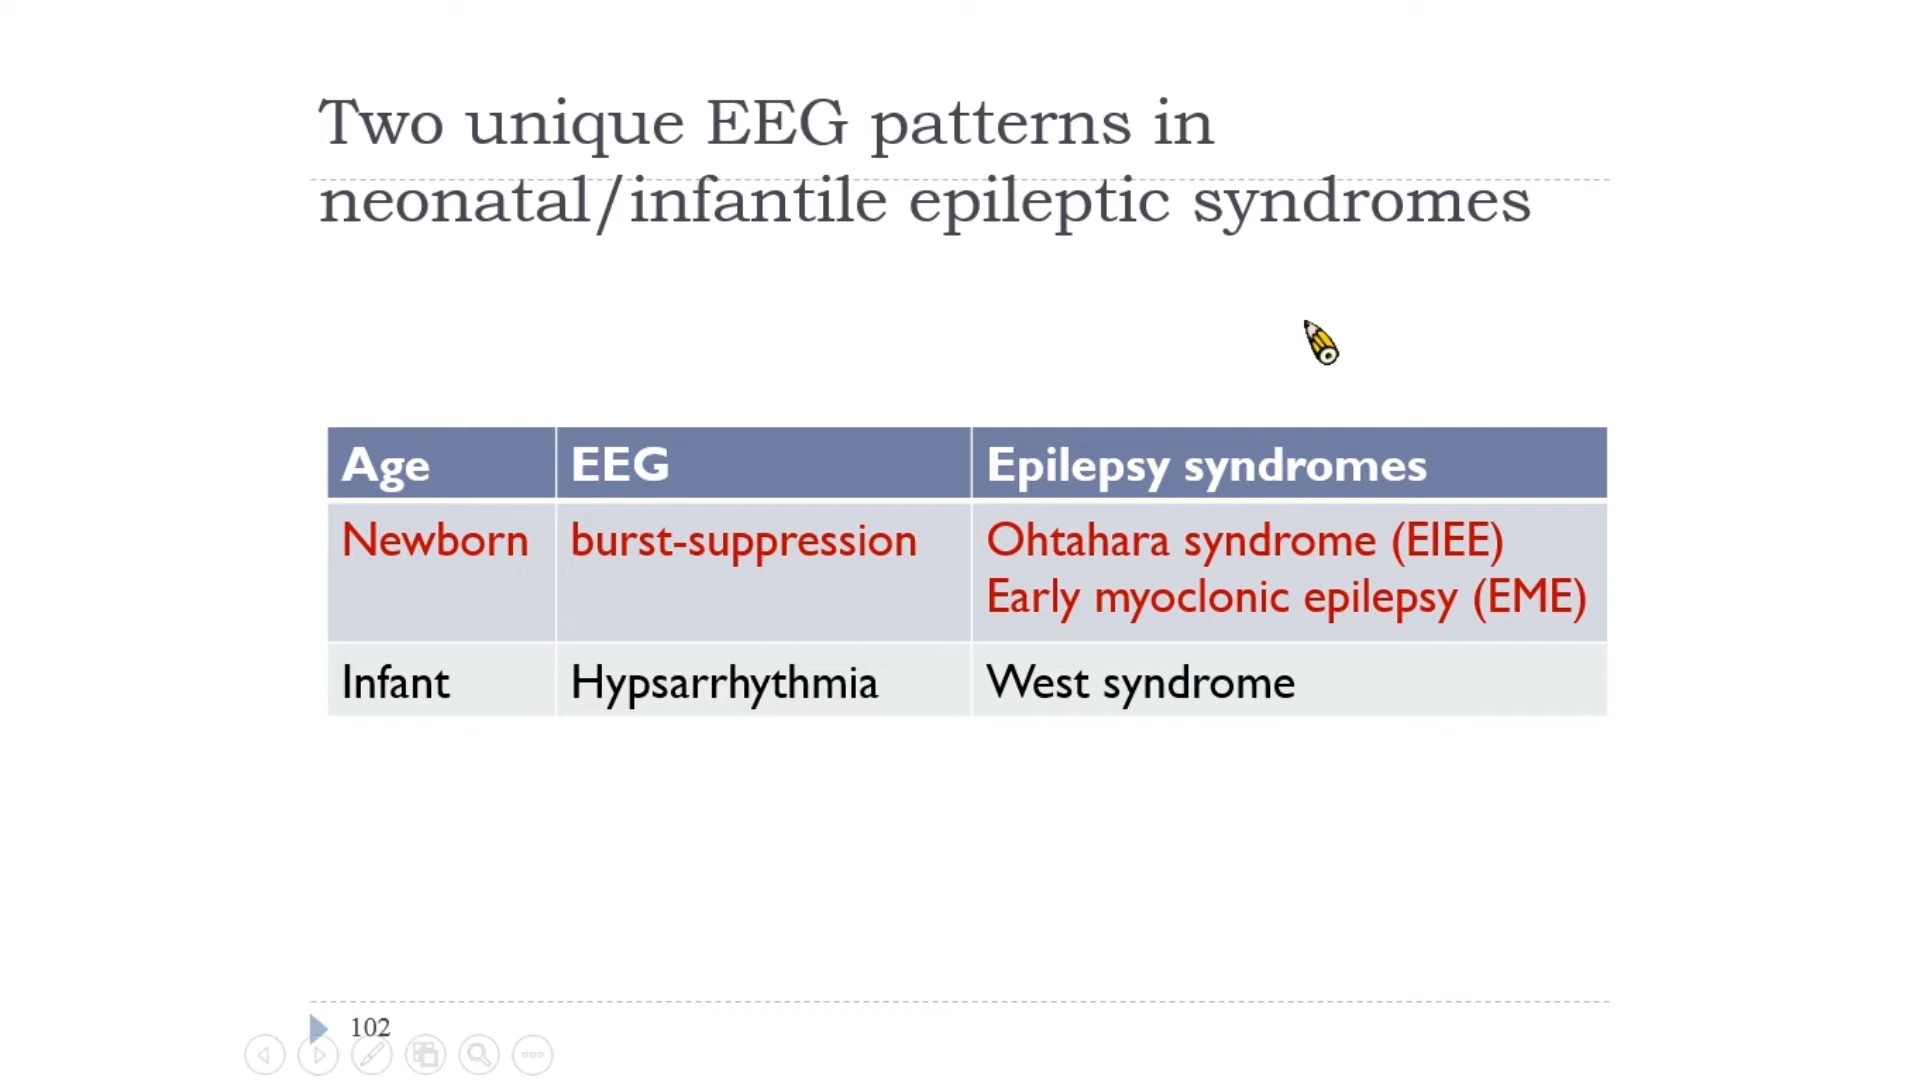 Two unique EEG patterns in
neonatal/infantile epileptic syndromes
Age EEG Epilepsy syndromes
Newborn burst-suppression Ohtahara syndrome (EIEE)
Early myoclonic epilepsy (EME)
Infant Hypsarrhythmia West syndrome
102